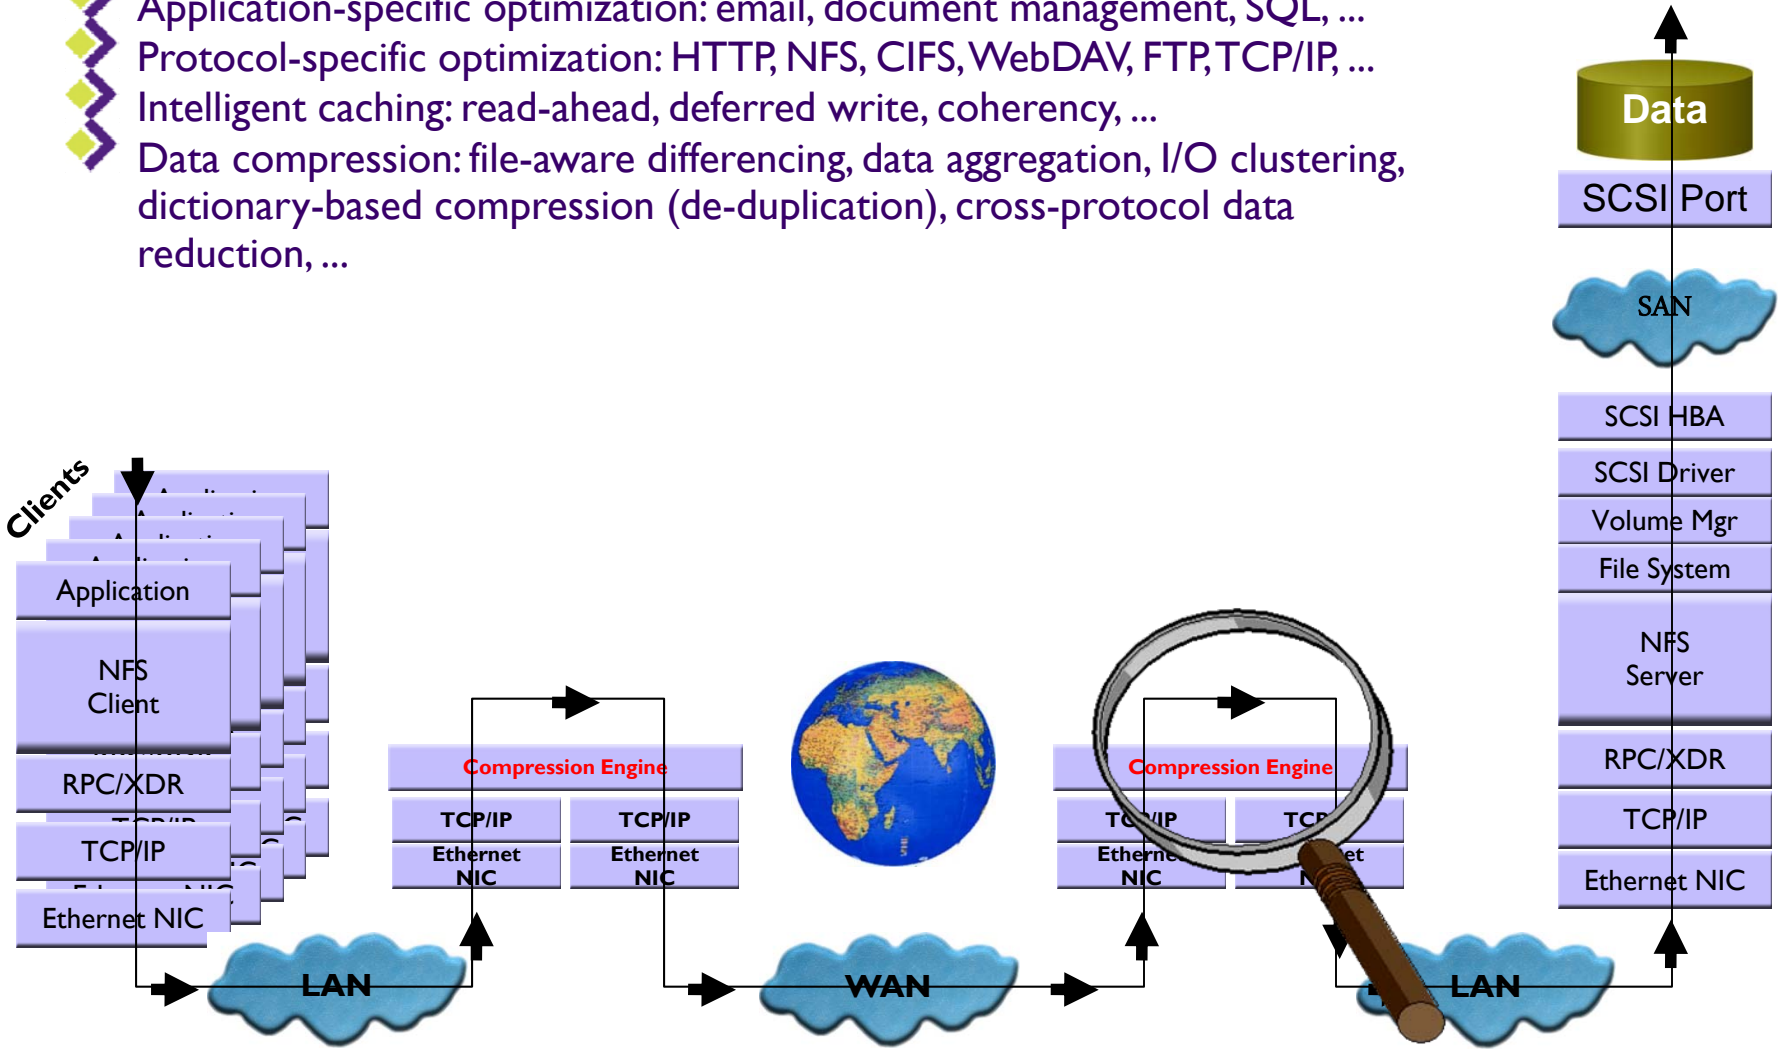 Application-specific optimization: email, document management, SQL, ...
Protocol-specific optimization: HTTP, NFS, CIFS, WebDAV, FTP, TCP/IP, ...
Intelligent caching: read-ahead, deferred write, coherency, ...
Data compression: file-aware differencing, data aggregation, I/O clustering,
dictionary-based compression (de-duplication), cross-protocol data
reduction, ...
Clients
Application
NFS
Client
RPC/XDR
TCP/IP
Ethernet NIC
LAN
Compression Engine
TCP/IP
TCP/IP
Ethernet
NIC
Ethernet
NIC
WAN
Compression Engine
TCP/IP
Ethernet
NIC
LAN
Data
SCSI Port
SAN
SCSI HBA
SCSI Driver
Volume Mgr
File System
NFS
Server
RPC/XDR
TCP/IP
Ethernet NIC